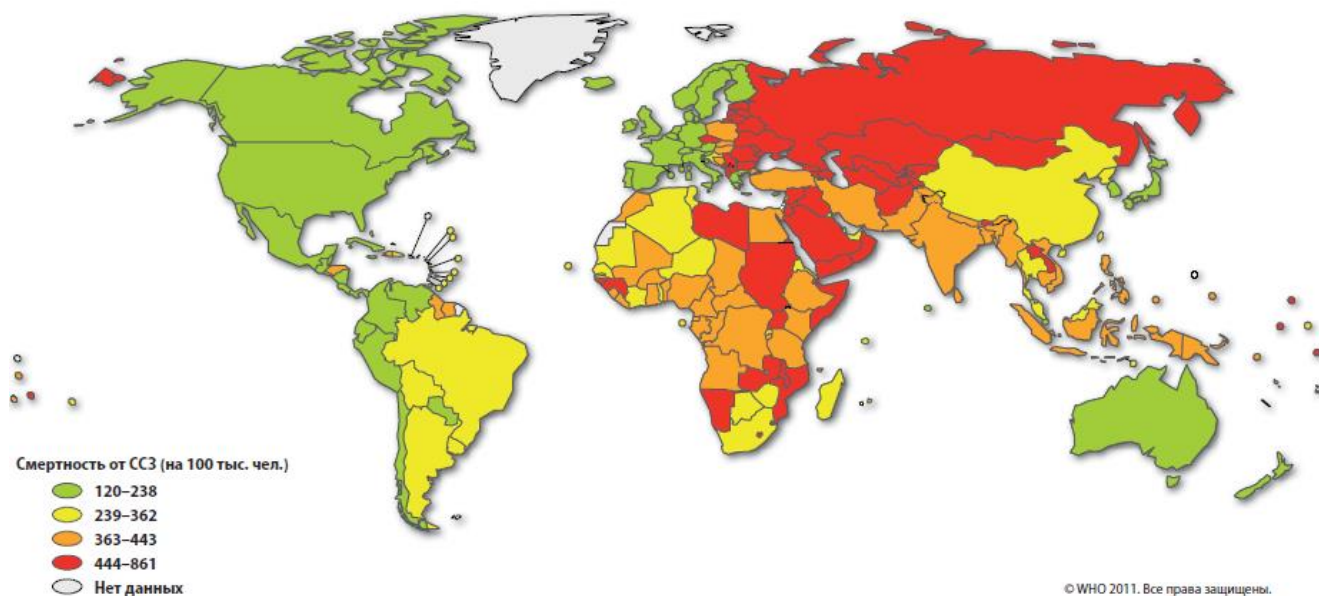 Смертность от ССЗ (на 100 тыс. чел.)
120–238
239–362
363–443
444–861
Нет данных
© WHO 2011. Все права защищены.